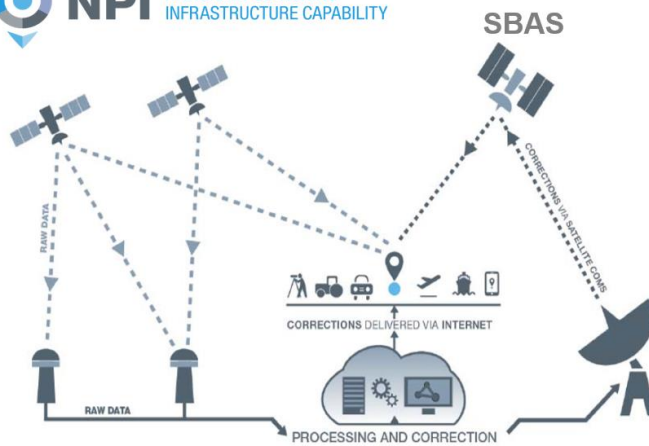 NPI INFRASTRUCTURE CAPABILITY
SBAS
RAW DATA
CORRECTIONS VIA SATELLITE COMS
CORRECTIONS DELIVERED VIA INTERNET
RAW DATA
PROCESSING AND CORRECTION